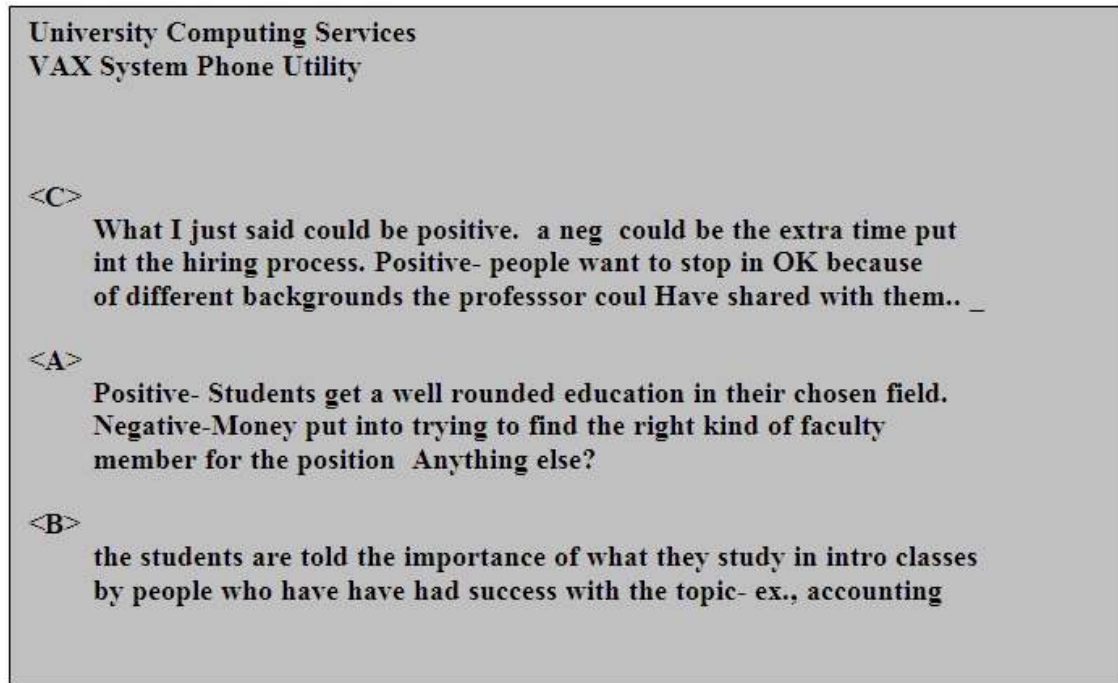 University Computing Services
VAX System Phone Utility
<C>
What I just said could be positive.  a neg  could be the extra time put
int the hiring process. Positive- people want to stop in OK because
of different backgrounds the professsor coul Have shared with them.. _
<A>
Positive- Students get a well rounded education in their chosen field.
Negative-Money put into trying to find the right kind of faculty
member for the position  Anything else?
<B>
the students are told the importance of what they study in intro classes
by people who have have had success with the topic- ex., accounting